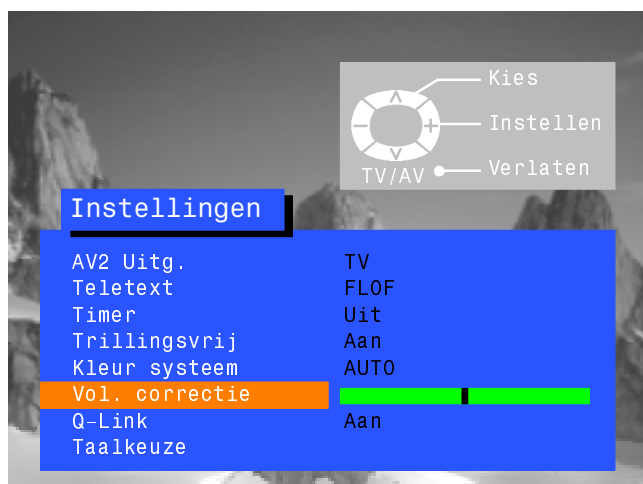 Kies
Instellen
TV/AV Verlaten
Instellingen
AV2 Uitg. TV
Teletext FLOF
Timer Uit
Trillingsvrij Aan
Kleur systeem AUTO
Vol. correctie
Q-Link Aan
Taalkeuze